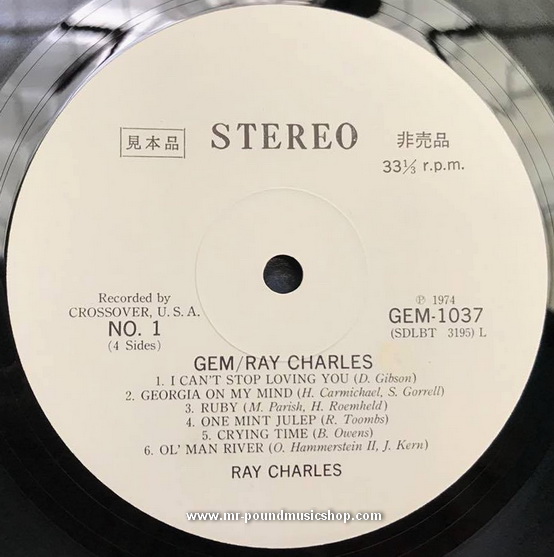 見本品 STEREO 非売品
33⅓ r.p.m.
Recorded by
CROSSOVER, U. S. A.
NO. 1
(4 Sides)
℗ 1974
GEM-1037
(SDLBT 3195) L
GEM/RAY CHARLES
1. I CAN'T STOP LOVING YOU (D. Gibson)
2. GEORGIA ON MY MIND (H. Carmichael, S. Gorrell)
3. RUBY (M. Parish, H. Roemheld)
4. ONE MINT JULEP (R. Toombs)
5. CRYING TIME (B. Owens)
6. OL' MAN RIVER (O. Hammerstein II, J. Kern)
RAY CHARLES
www.mr-poundmusicshop.com